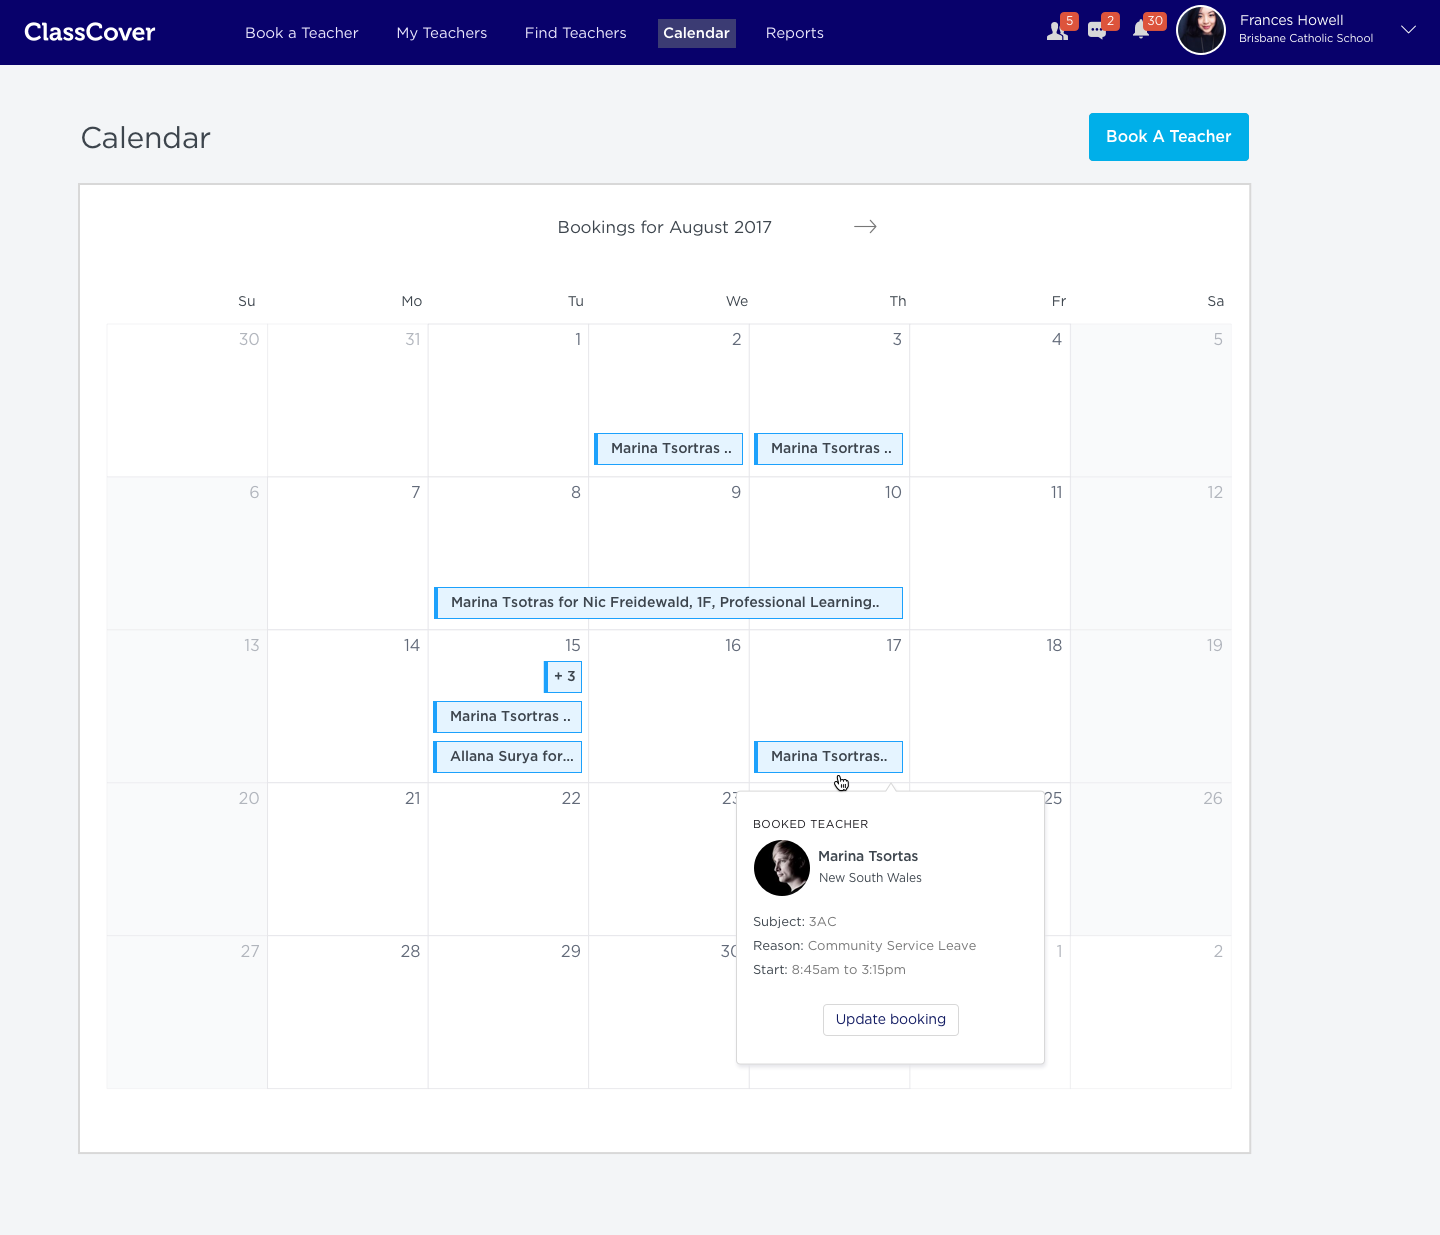 ClassCover
Book a Teacher
My Teachers
Find Teachers
Calendar
Reports
5
2
30
Frances Howell
Brisbane Catholic School
Calendar
Book A Teacher
Bookings for August 2017
Su Mo Tu We Th Fr Sa
30 31 1 2 3 4 5
Marina Tsortras ..
Marina Tsortras ..
6 7 8 9 10 11 12
Marina Tsotras for Nic Freidewald, 1F, Professional Learning..
13 14 15 16 17 18 19
+ 3
Marina Tsortras ..
Allana Surya for...
Marina Tsortras..
20 21 22 23 25 26
BOOKED TEACHER
Marina Tsortas
New South Wales
Subject: 3AC
Reason: Community Service Leave
Start: 8:45am to 3:15pm
Update booking
27 28 29 30 1 2